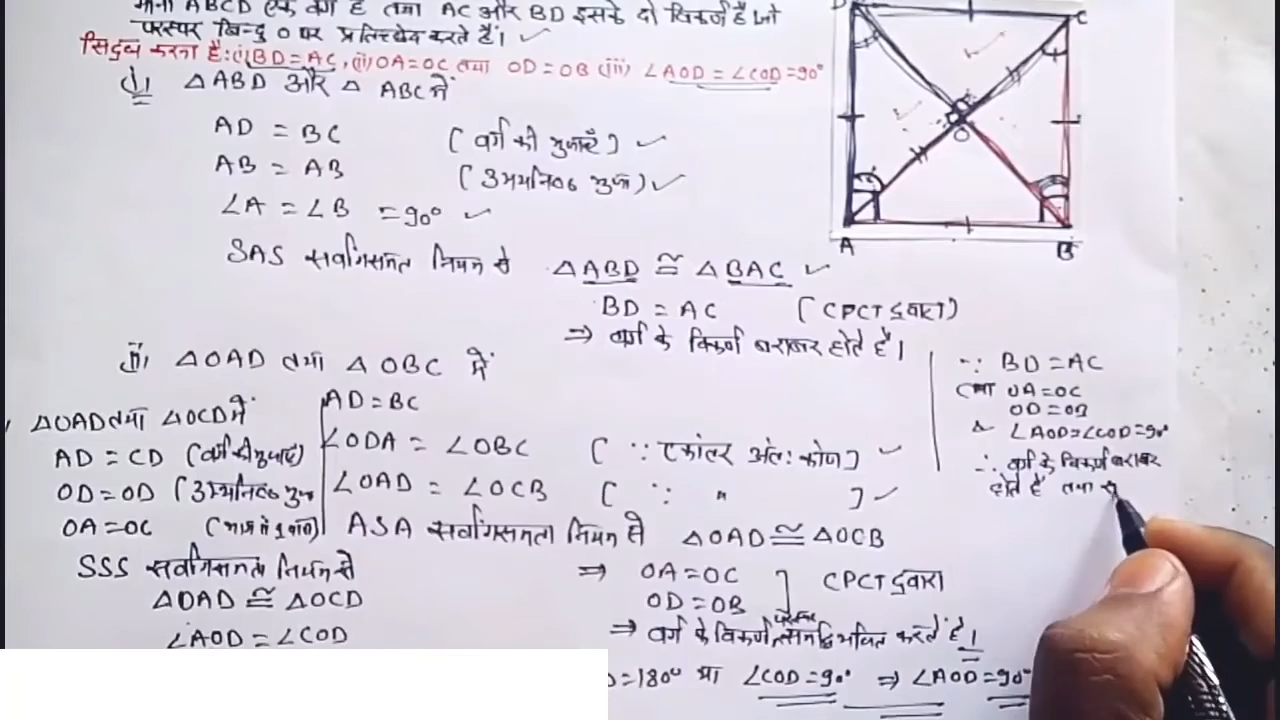 माना ABCD एक वर्ग है तथा AC और BD इसके दो विकर्ण हैं जो
परस्पर बिन्दु O पर प्रतिच्छेद करते हैं।
सिद्ध करना है:(i) BD = AC, (ii) OA = OC तथा OD = OB (iii) ∠AOD = ∠COD = 90°
(i) △ABD और △ ABC में
AD = BC (वर्ग की भुजाएँ)
AB = AB (उभयनिष्ठ भुजा)
∠A = ∠B = 90°
SAS सर्वांगसमता नियम से △ABD ≅ △BAC
BD = AC (CPCT द्वारा)
⇒ वर्ग के विकर्ण बराबर होते हैं।
(ii) △OAD तथा △OBC में
AD = BC
∠ODA = ∠OBC (∵ एकांतर अंतः कोण)
∠OAD = ∠OCB (∵ " )
ASA सर्वांगसमता नियम से △OAD ≅ △OCB
⇒ OA = OC
OD = OB
CPCT द्वारा
⇒ वर्ग के विकर्ण परस्पर समद्विभाजित करते हैं।
△OAD तथा △OCD में
AD = CD (वर्ग की भुजाएँ)
OD = OD (उभयनिष्ठ भुजा
OA = OC
SSS सर्वांगसमता नियम से
△OAD ≅ △OCD
∠AOD = ∠COD
= 180° या ∠COD = 90° ⇒ ∠AOD = 90°
∵ BD = AC
तथा OA = OC
OD = OB
∠AOD = ∠COD = 90°
∴ वर्ग के विकर्ण बराबर
होते हैं तथा
D
C
O
A
B